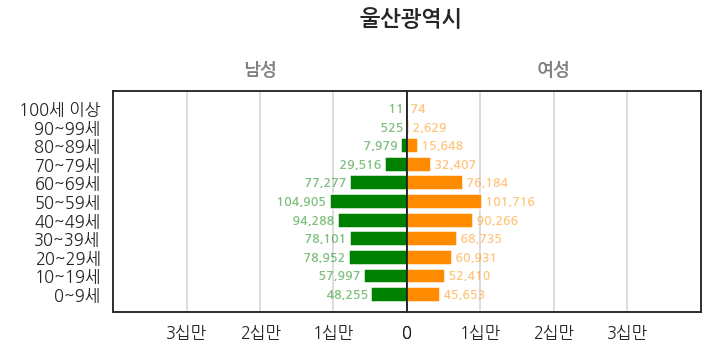 울산광역시
남성 여성
100세 이상 11 74
90~99세 525 2,629
80~89세 7,979 15,648
70~79세 29,516 32,407
60~69세 77,277 76,184
50~59세 104,905 101,716
40~49세 94,288 90,266
30~39세 78,101 68,735
20~29세 78,952 60,931
10~19세 57,997 52,410
0~9세 48,255 45,653
3십만 2십만 1십만 0 1십만 2십만 3십만